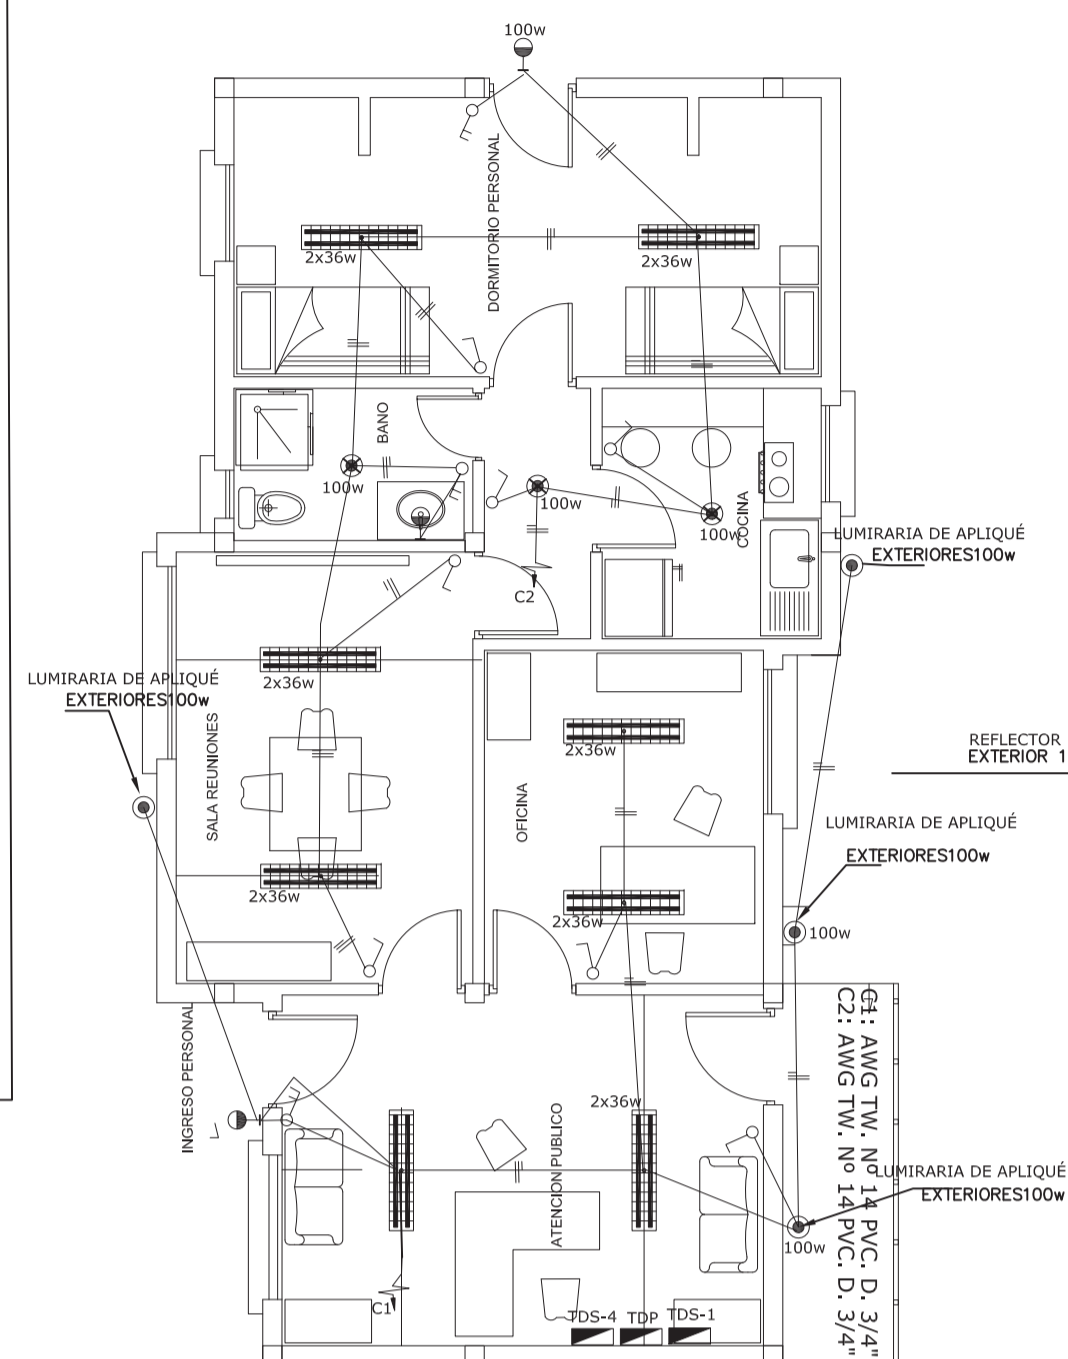 100w
DORMITORIO PERSONAL
2x36w
2x36w
BANO
100w
100w
100w
COCINA
LUMIRARIA DE APLIQUÉ
EXTERIORES100w
C2
LUMIRARIA DE APLIQUÉ
EXTERIORES100w
2x36w
SALA REUNIONES
2x36w
OFICINA
REFLECTOR
EXTERIOR 1
LUMIRARIA DE APLIQUÉ
EXTERIORES100w
2x36w
2x36w
100w
INGRESO PERSONAL
2x36w
ATENCION PUBLICO
C1: AWG TW. Nº 14 PVC. D. 3/4"
C2: AWG TW. Nº 14 PVC. D. 3/4"
LUMIRARIA DE APLIQUÉ
EXTERIORES100w
100w
C1
TDS-4 TDP TDS-1